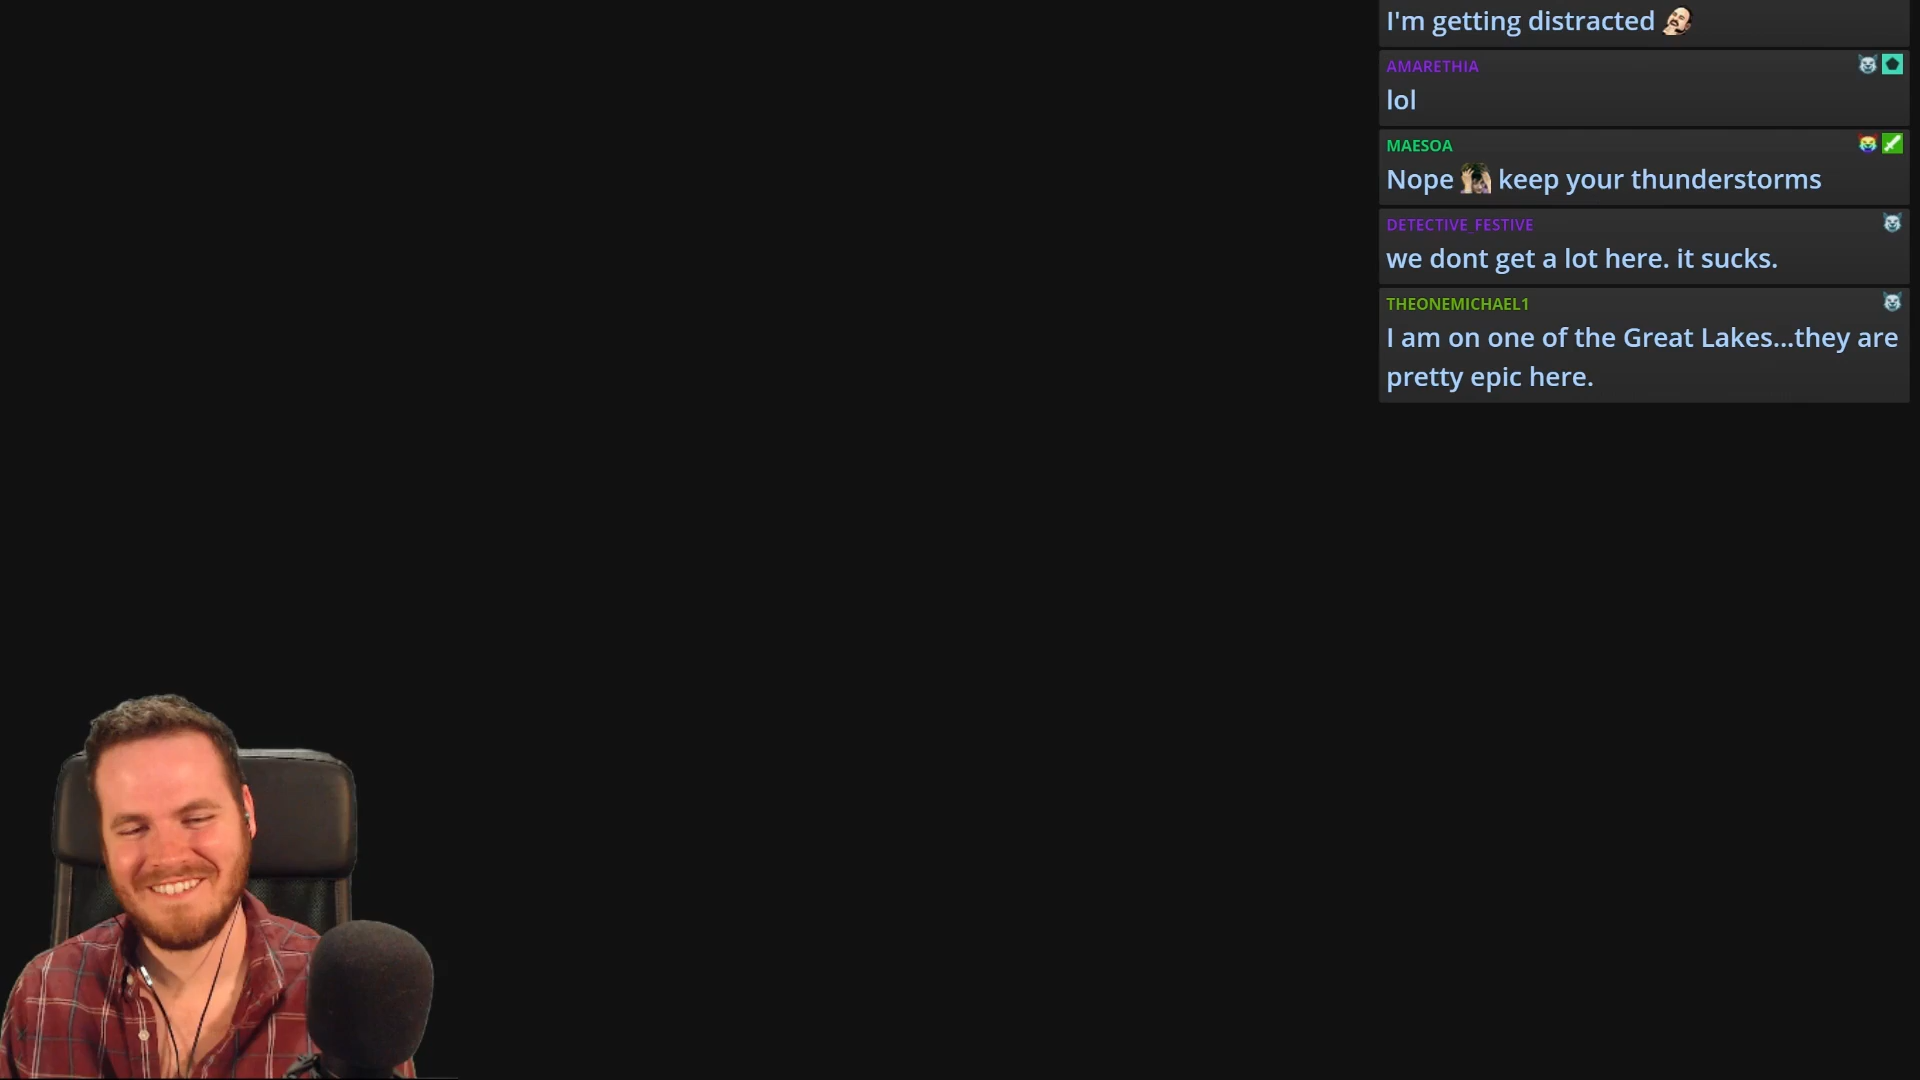 I'm getting distracted
AMARETHIA
lol
MAESOA
Nope keep your thunderstorms
DETECTIVE_FESTIVE
we dont get a lot here. it sucks.
THEONEMICHAEL1
I am on one of the Great Lakes...they are
pretty epic here.